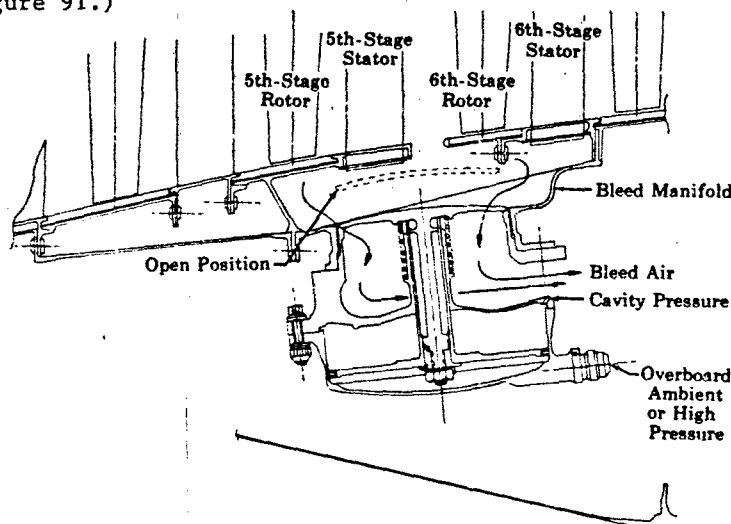 gure 91.)
6th-Stage
Stator
5th-Stage
Stator
5th-Stage
Rotor
6th-Stage
Rotor
Bleed Manifold
Open Position
Bleed Air
Cavity Pressure
Overboard
Ambient
or High
Pressure